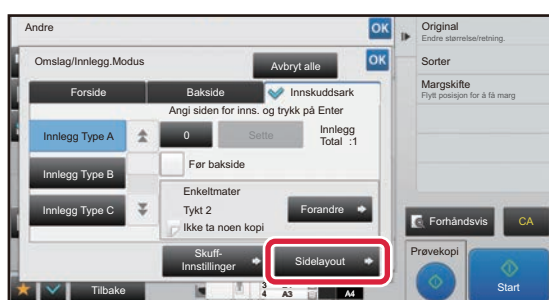 Andre
OK
Omslag/Innlegg.Modus
Avbryt alle
OK
Forside
Bakside
Innskuddsark
Angi siden for inns. og trykk på Enter
Innlegg Type A
0
Sette
Innlegg
Total :1
Før bakside
Innlegg Type B
Enkeltmater
Innlegg Type C
Tykt 2
Forandre
Ikke ta noen kopi
Skuff-
Innstillinger
Sidelayout
Tilbake
3
4
A3
A4
Original
Endre størrelse/retning.
Sorter
Margskifte
Flytt posisjon for å få marg
Forhåndsvis
CA
Prøvekopi
Start